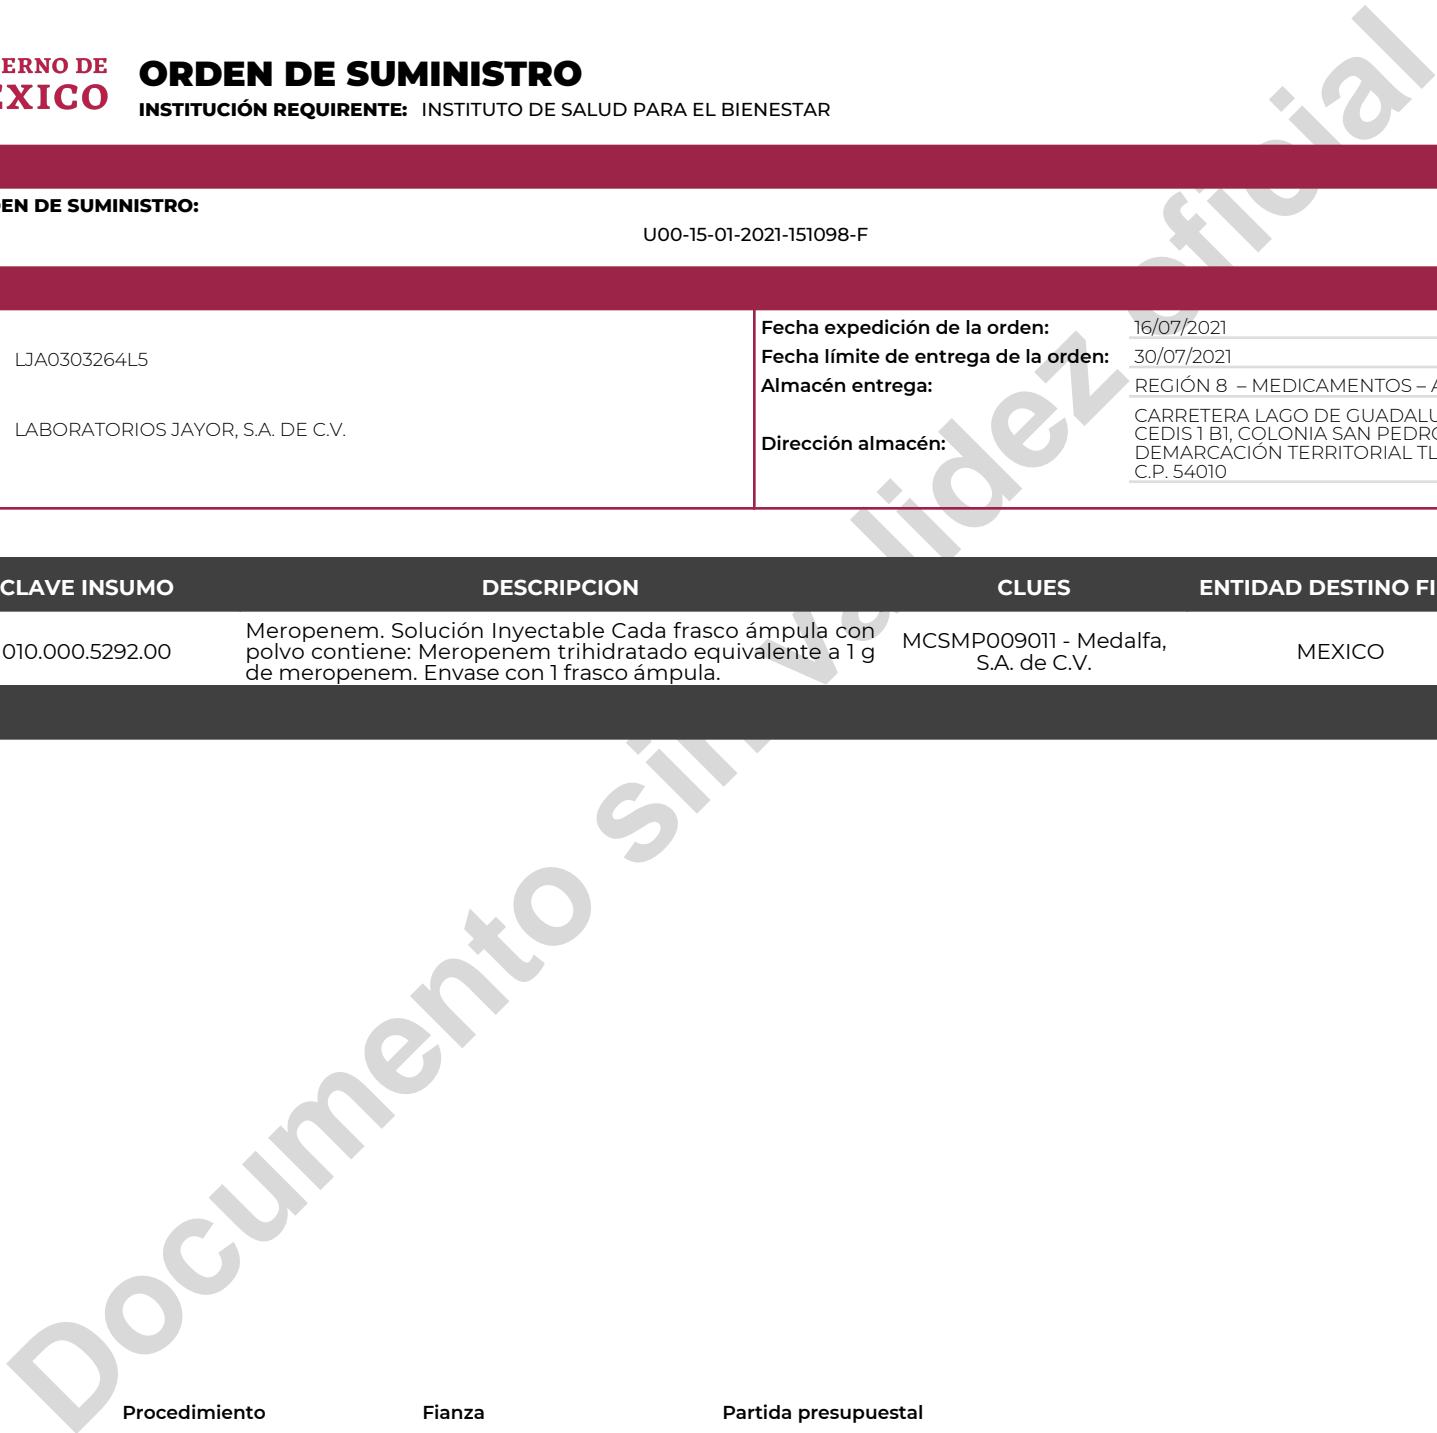 ERNO DE
EXICO
ORDEN DE SUMINISTRO
INSTITUCIÓN REQUIRENTE: INSTITUTO DE SALUD PARA EL BIENESTAR
EN DE SUMINISTRO:
U00-15-01-2021-151098-F
LJA0303264L5
LABORATORIOS JAYOR, S.A. DE C.V.
Fecha expedición de la orden: 16/07/2021
Fecha límite de entrega de la orden: 30/07/2021
Almacén entrega: REGIÓN 8 – MEDICAMENTOS – A
Dirección almacén:
CARRETERA LAGO DE GUADALU
CEDIS 1 B1, COLONIA SAN PEDRO
DEMARCACIÓN TERRITORIAL TL
C.P. 54010
CLAVE INSUMO DESCRIPCION CLUES ENTIDAD DESTINO FI
010.000.5292.00
Meropenem. Solución Inyectable Cada frasco ámpula con
polvo contiene: Meropenem trihidratado equivalente a 1 g
de meropenem. Envase con 1 frasco ámpula.
MCSMP009011 - Medalfa,
S.A. de C.V.
MEXICO
Documento sin validez oficial
Procedimiento Fianza Partida presupuestal